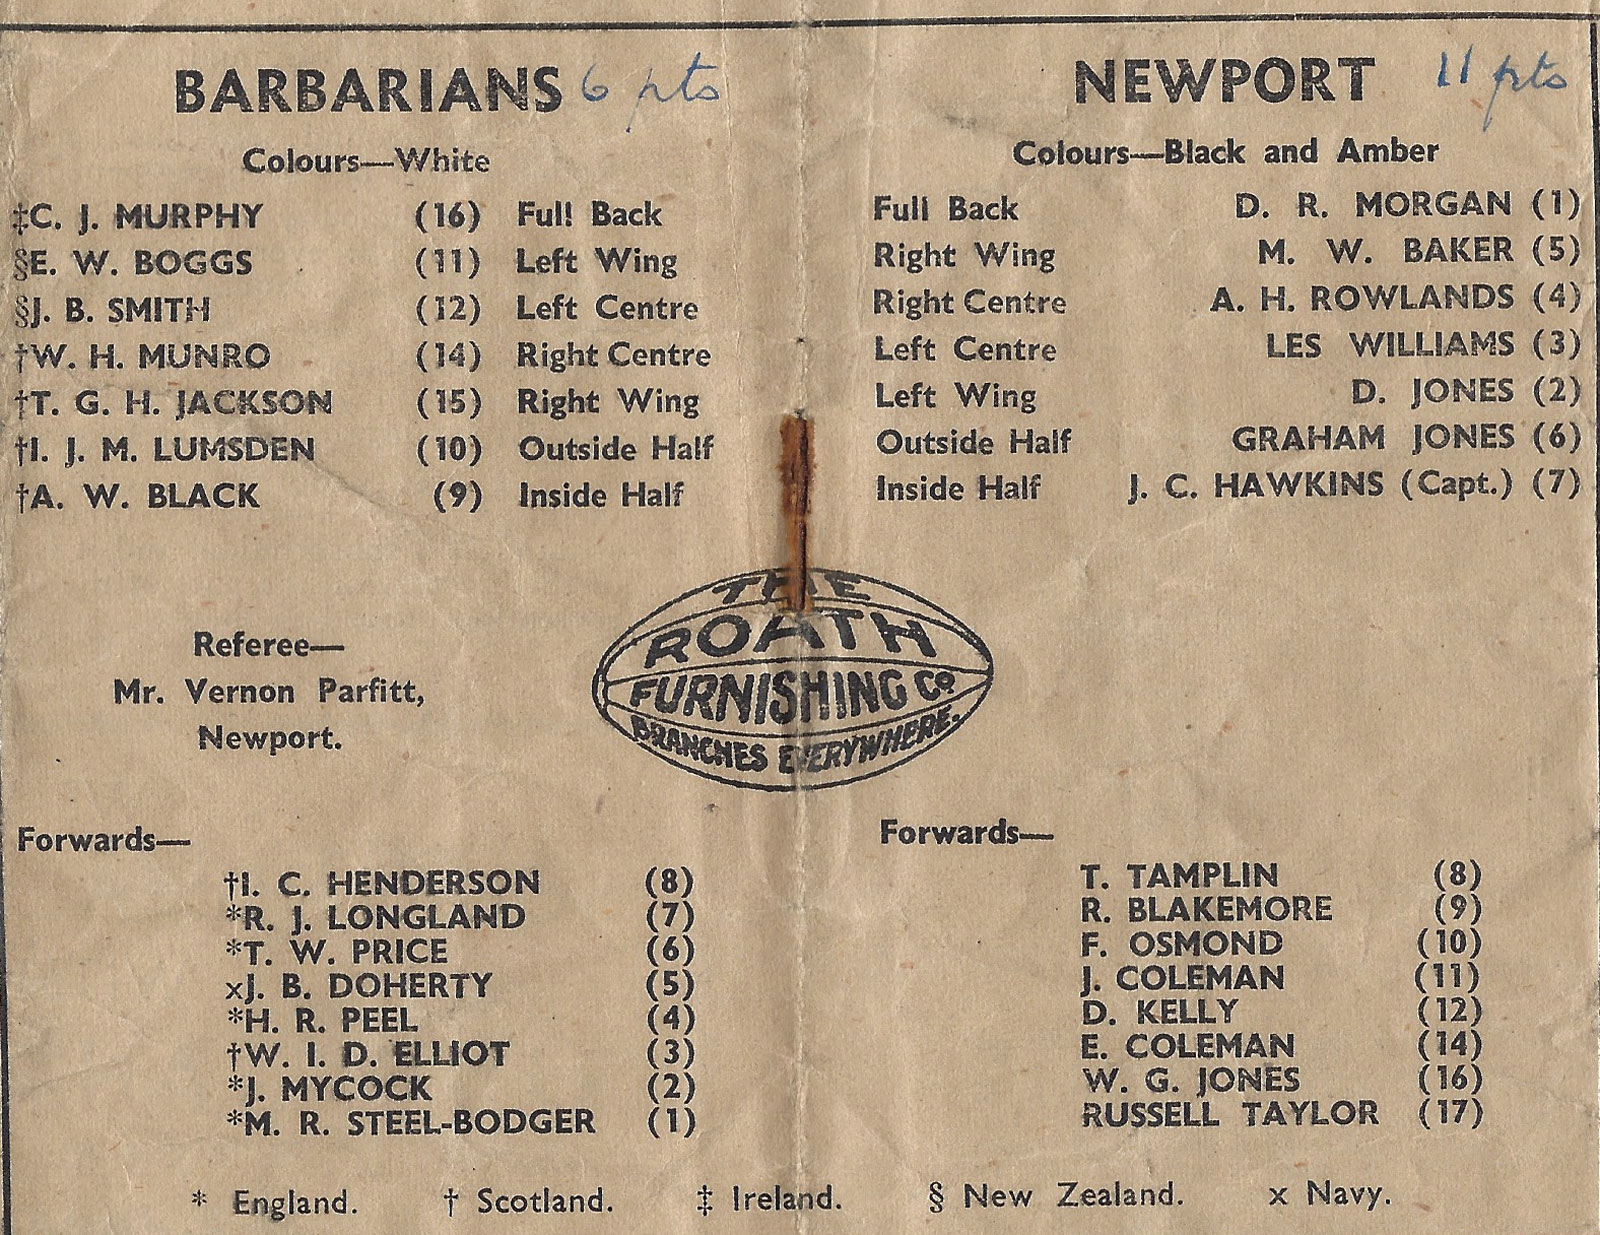 BARBARIANS 6 pts
Colours—White
‡C. J. MURPHY (16) Full Back
§E. W. BOGGS (11) Left Wing
§J. B. SMITH (12) Left Centre
†W. H. MUNRO (14) Right Centre
†T. G. H. JACKSON (15) Right Wing
†I. J. M. LUMSDEN (10) Outside Half
†A. W. BLACK (9) Inside Half
Referee—
Mr. Vernon Parfitt,
Newport.
Forwards—
†I. C. HENDERSON (8)
*R. J. LONGLAND (7)
*T. W. PRICE (6)
xJ. B. DOHERTY (5)
*H. R. PEEL (4)
†W. I. D. ELLIOT (3)
*J. MYCOCK (2)
*M. R. STEEL-BODGER (1)
THE
ROATH
FURNISHING Co.
BRANCHES EVERYWHERE.
NEWPORT 11 pts
Colours—Black and Amber
Full Back D. R. MORGAN (1)
Right Wing M. W. BAKER (5)
Right Centre A. H. ROWLANDS (4)
Left Centre LES WILLIAMS (3)
Left Wing D. JONES (2)
Outside Half GRAHAM JONES (6)
Inside Half J. C. HAWKINS (Capt.) (7)
Forwards—
T. TAMPLIN (8)
R. BLAKEMORE (9)
F. OSMOND (10)
J. COLEMAN (11)
D. KELLY (12)
E. COLEMAN (14)
W. G. JONES (16)
RUSSELL TAYLOR (17)
* England. † Scotland. ‡ Ireland. § New Zealand. x Navy.